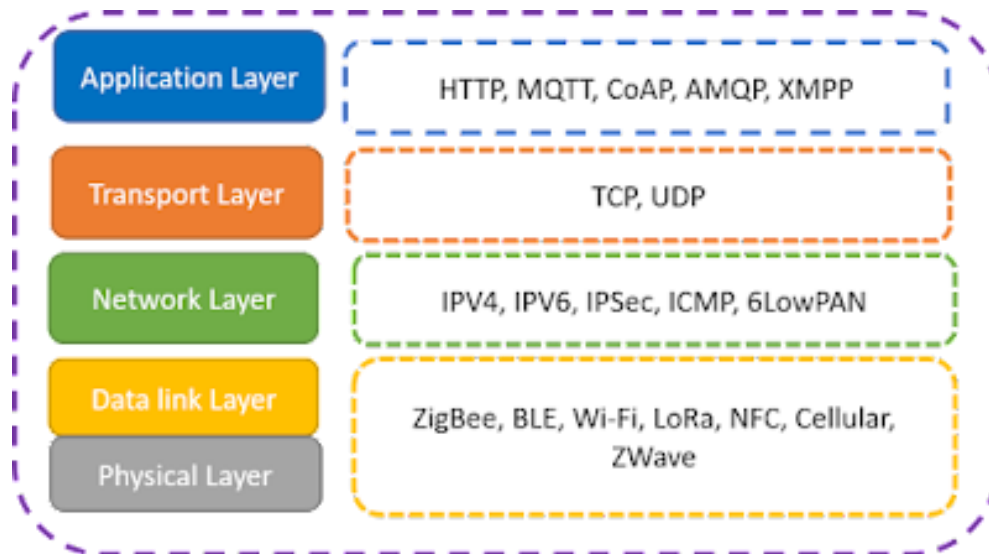 Application Layer
HTTP, MQTT, CoAP, AMQP, XMPP
Transport Layer
TCP, UDP
Network Layer
IPV4, IPV6, IPSec, ICMP, 6LowPAN
Data link Layer
ZigBee, BLE, Wi-Fi, LoRa, NFC, Cellular,
ZWave
Physical Layer